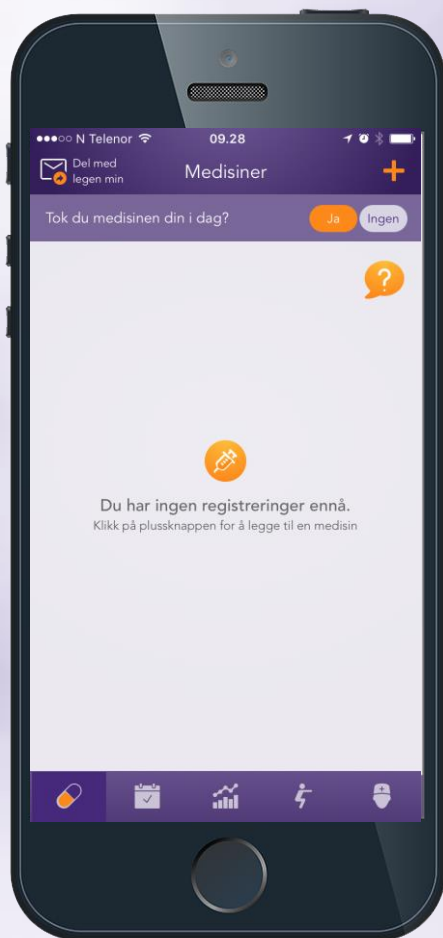 N Telenor
09.28
Del med
legen min
Medisiner
Tok du medisinen din i dag?
Ja
Ingen
?
Du har ingen registreringer ennå.
Klikk på plussknappen for å legge til en medisin